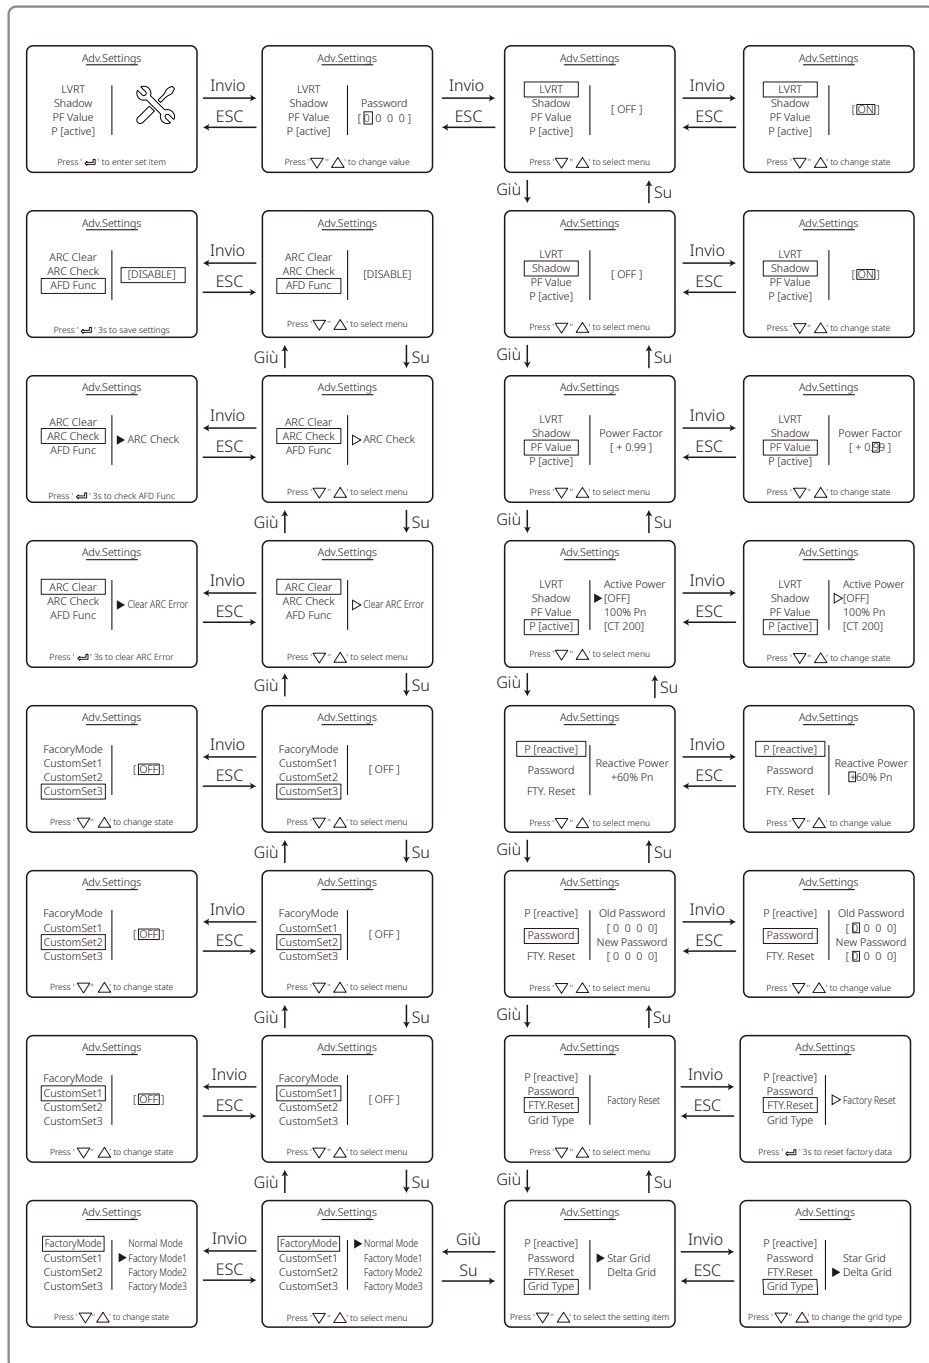 Adv.Settings
LVRT
Shadow
PF Value
P [active]
Press ' ' to enter set item
Invio
ESC
Adv.Settings
LVRT
Shadow
PF Value
P [active]
Password
[ 0 0 0 0 ]
Press '▽'' △' to change value
Invio
ESC
Adv.Settings
LVRT
Shadow
PF Value
P [active]
[ OFF ]
Press '▽'' △' to select menu
Invio
ESC
Adv.Settings
LVRT
Shadow
PF Value
P [active]
[ON]
Press '▽'' △' to change state
Giù
Su
Adv.Settings
ARC Clear
ARC Check
AFD Func
[DISABLE]
Press ' ' 3s to save settings
Invio
ESC
Adv.Settings
ARC Clear
ARC Check
AFD Func
[DISABLE]
Press '▽'' △' to select menu
Adv.Settings
LVRT
Shadow
PF Value
P [active]
[ OFF ]
Press '▽'' △' to select menu
Invio
ESC
Adv.Settings
LVRT
Shadow
PF Value
P [active]
[ON]
Press '▽'' △' to change state
Giù
Su
Giù
Su
Adv.Settings
ARC Clear
ARC Check
AFD Func
▶ ARC Check
Press ' ' 3s to check AFD Func
Invio
ESC
Adv.Settings
ARC Clear
ARC Check
AFD Func
▷ ARC Check
Press '▽'' △' to select menu
Adv.Settings
LVRT
Shadow
PF Value
P [active]
Power Factor
[ + 0.99 ]
Press '▽'' △' to select menu
Invio
ESC
Adv.Settings
LVRT
Shadow
PF Value
P [active]
Power Factor
[ + 0.99 ]
Press '▽'' △' to change state
Giù
Su
Giù
Su
Adv.Settings
ARC Clear
ARC Check
AFD Func
▶ Clear ARC Error
Press ' ' 3s to clear ARC Error
Invio
ESC
Adv.Settings
ARC Clear
ARC Check
AFD Func
▷ Clear ARC Error
Press '▽'' △' to select menu
Adv.Settings
LVRT
Shadow
PF Value
P [active]
Active Power
▶[OFF]
100% Pn
[CT 200]
Press '▽'' △' to select menu
Invio
ESC
Adv.Settings
LVRT
Shadow
PF Value
P [active]
Active Power
▷[OFF]
100% Pn
[CT 200]
Press '▽'' △' to change state
Giù
Su
Giù
Su
Adv.Settings
FacoryMode
CustomSet1
CustomSet2
CustomSet3
[ OFF ]
Press '▽'' △' to change state
Invio
ESC
Adv.Settings
FacoryMode
CustomSet1
CustomSet2
CustomSet3
[ OFF ]
Press '▽'' △' to select menu
Adv.Settings
P [reactive]
Password
FTY. Reset
Reactive Power
+60% Pn
Press '▽'' △' to select menu
Invio
ESC
Adv.Settings
P [reactive]
Password
FTY. Reset
Reactive Power
+60% Pn
Press '▽'' △' to change value
Giù
Su
Giù
Su
Adv.Settings
FacoryMode
CustomSet1
CustomSet2
CustomSet3
[ OFF ]
Press '▽'' △' to change state
Invio
ESC
Adv.Settings
FacoryMode
CustomSet1
CustomSet2
CustomSet3
[ OFF ]
Press '▽'' △' to select menu
Adv.Settings
P [reactive]
Password
FTY. Reset
Old Password
[ 0 0 0 0]
New Password
[ 0 0 0 0]
Press '▽'' △' to select menu
Invio
ESC
Adv.Settings
P [reactive]
Password
FTY. Reset
Old Password
[ 0 0 0 0]
New Password
[ 0 0 0 0]
Press '▽'' △' to change value
Giù
Su
Giù
Su
Adv.Settings
FacoryMode
CustomSet1
CustomSet2
CustomSet3
[ OFF ]
Press '▽'' △' to change state
Invio
ESC
Adv.Settings
FacoryMode
CustomSet1
CustomSet2
CustomSet3
[ OFF ]
Press '▽'' △' to select menu
Adv.Settings
P [reactive]
Password
FTY.Reset
Grid Type
Factory Reset
Press '▽'' △' to select menu
Invio
ESC
Adv.Settings
P [reactive]
Password
FTY.Reset
Grid Type
▷ Factory Reset
Press ' ' 3s to reset factory data
Giù
Su
Giù
Su
Adv.Settings
FactoryMode
CustomSet1
CustomSet2
CustomSet3
Normal Mode
▶ Factory Mode1
Factory Mode2
Factory Mode3
Press '▽'' △' to change state
Invio
ESC
Adv.Settings
FactoryMode
CustomSet1
CustomSet2
CustomSet3
▶ Normal Mode
Factory Mode1
Factory Mode2
Factory Mode3
Press '▽'' △' to select menu
Giù
Su
Adv.Settings
P [reactive]
Password
FTY.Reset
Grid Type
▶ Star Grid
Delta Grid
Press '▽'' △' to select the setting item
Invio
ESC
Adv.Settings
P [reactive]
Password
FTY.Reset
Grid Type
Star Grid
▶ Delta Grid
Press '▽'' △' to change the grid type